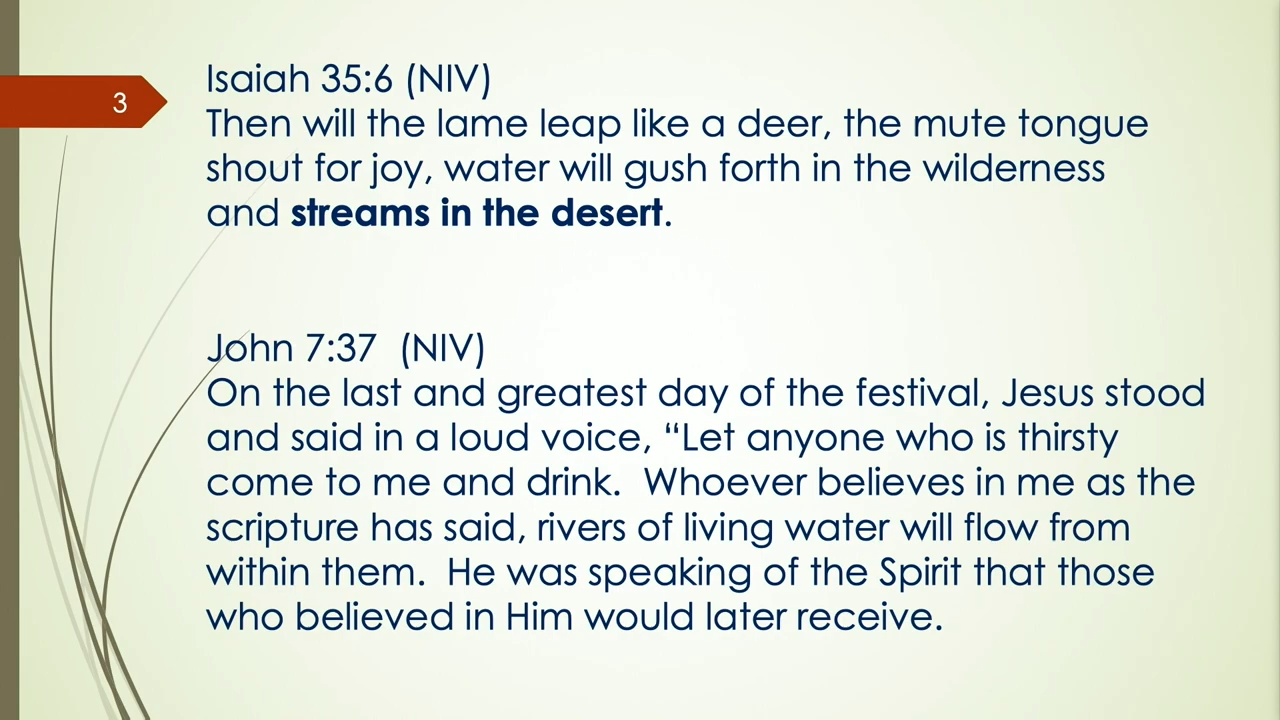 3
Isaiah 35:6 (NIV)
Then will the lame leap like a deer, the mute tongue
shout for joy, water will gush forth in the wilderness
and streams in the desert.
John 7:37  (NIV)
On the last and greatest day of the festival, Jesus stood
and said in a loud voice, “Let anyone who is thirsty
come to me and drink.  Whoever believes in me as the
scripture has said, rivers of living water will flow from
within them.  He was speaking of the Spirit that those
who believed in Him would later receive.